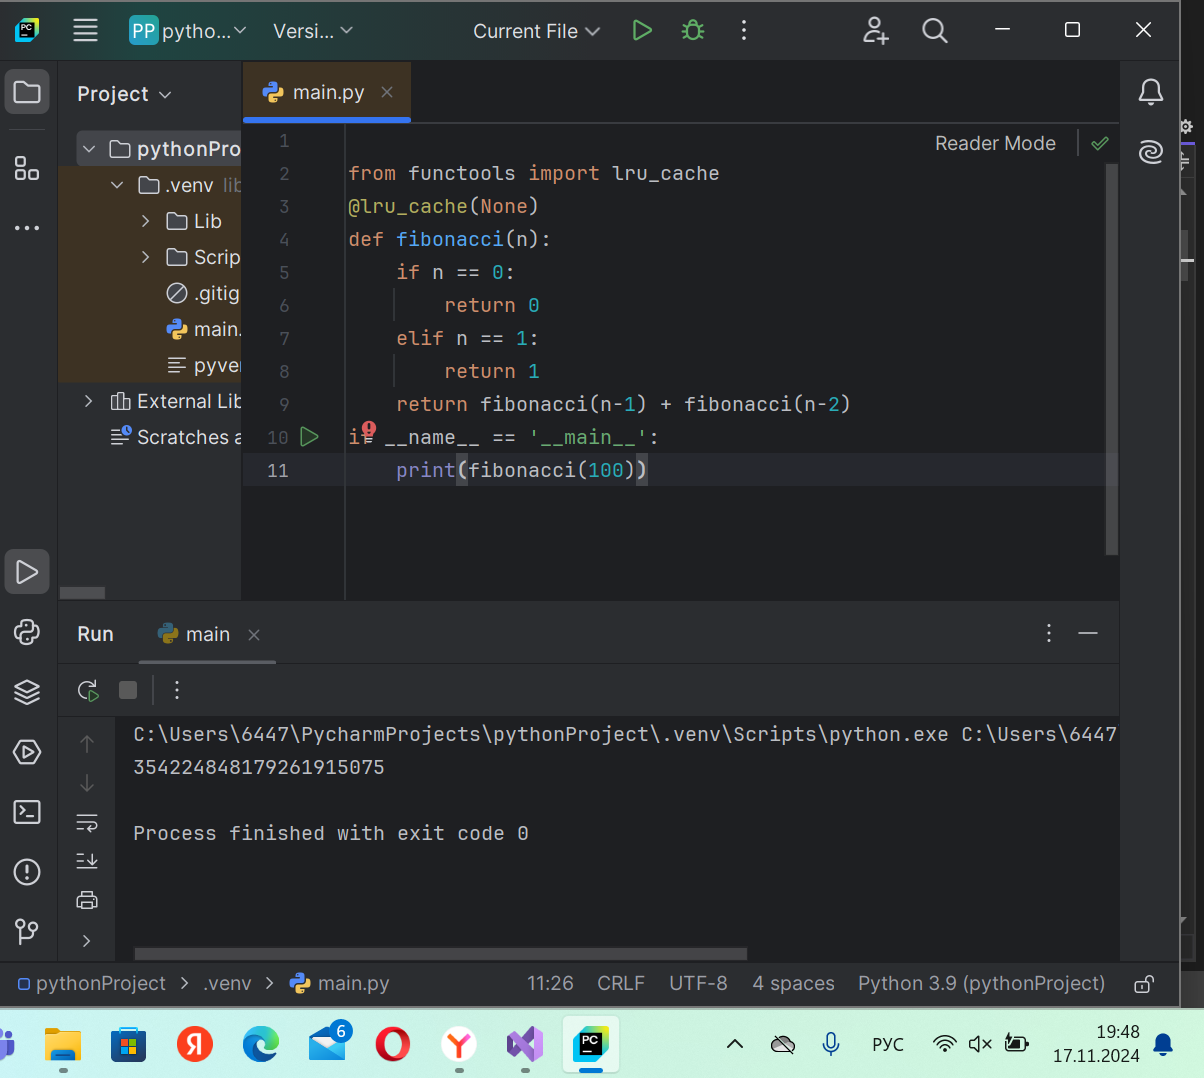 PC PP pytho... Versi... Current File
Project
main.py
pythonPro
.venv lib
Lib
Scrip
.gitig
main.
pyver
External Lib
Scratches a
Reader Mode
1
2 from functools import lru_cache
3 @lru_cache(None)
4 def fibonacci(n):
5 if n == 0:
6 return 0
7 elif n == 1:
8 return 1
9 return fibonacci(n-1) + fibonacci(n-2)
10 if __name__ == '__main__':
11 print(fibonacci(100))
Run main
C:\Users\6447\PycharmProjects\pythonProject\.venv\Scripts\python.exe C:\Users\6447
354224848179261915075
Process finished with exit code 0
pythonProject > .venv > main.py 11:26 CRLF UTF-8 4 spaces Python 3.9 (pythonProject)
Я 6 Y PC РУС 19:48
17.11.2024